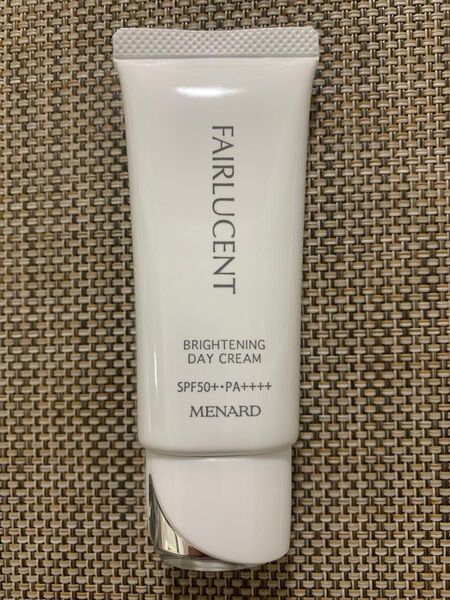 FAIRLUCENT
BRIGHTENING
DAY CREAM
SPF50+・PA++++
MENARD